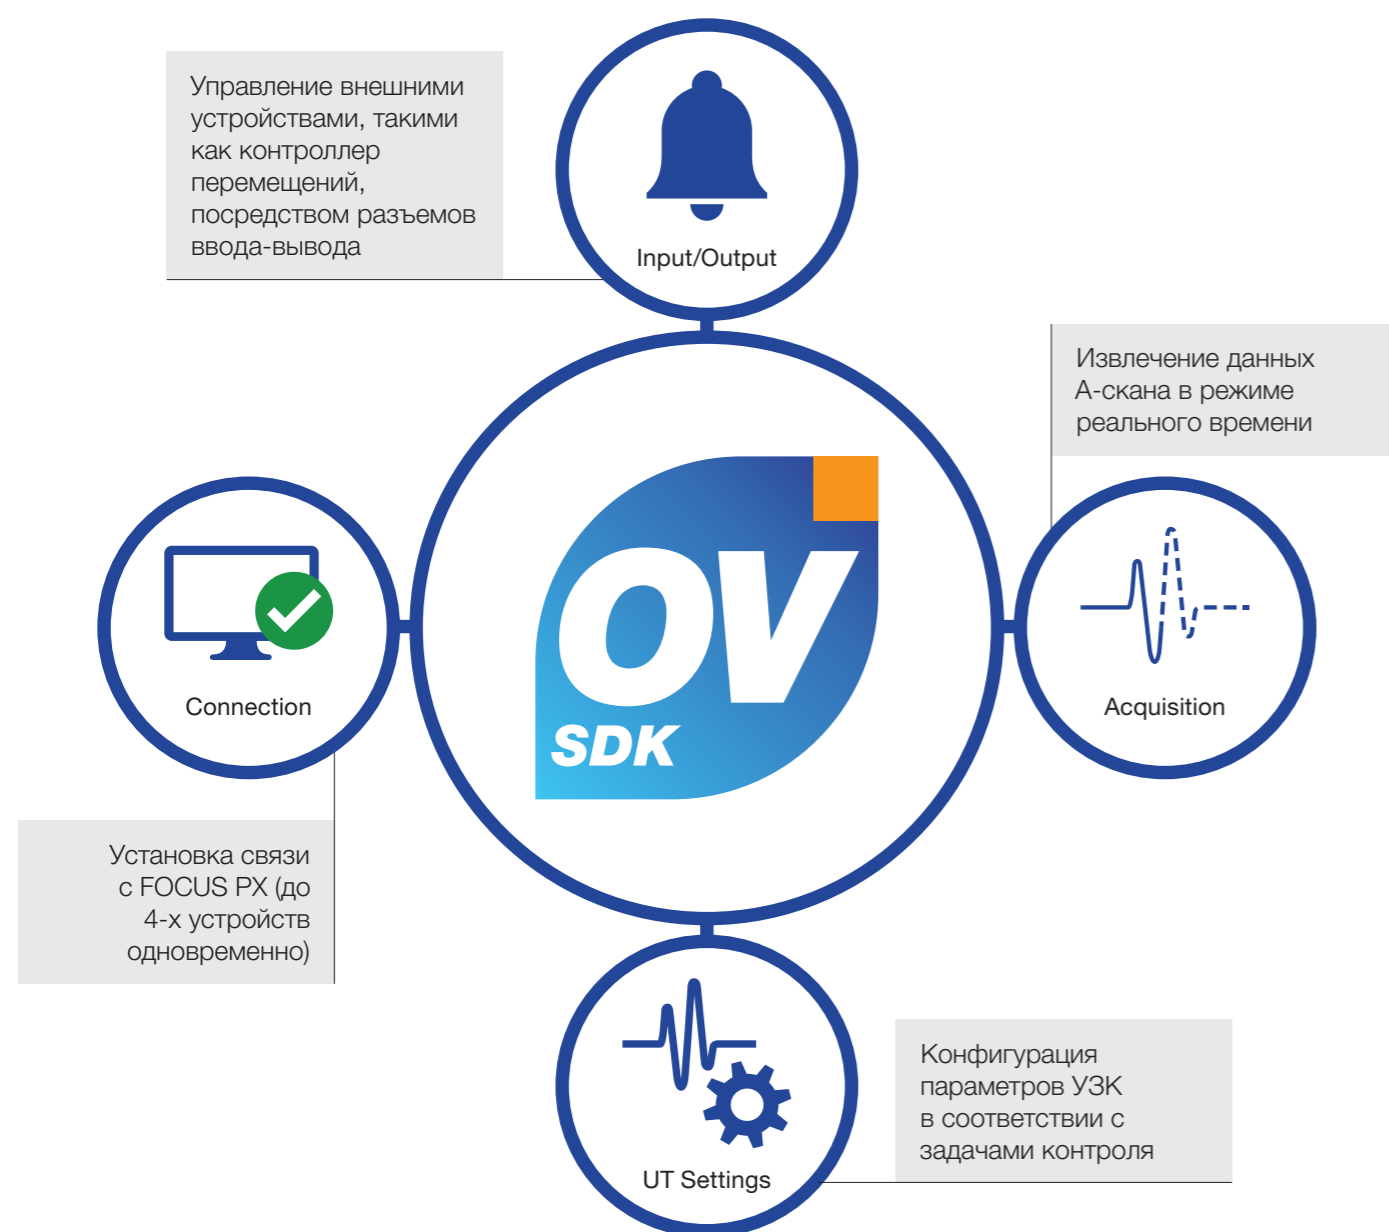 Управление внешними
устройствами, такими
как контроллер
перемещений,
посредством разъемов
ввода-вывода
Input/Output
Извлечение данных
А-скана в режиме
реального времени
OV
SDK
Connection
Acquisition
Установка связи
с FOCUS PX (до
4-х устройств
одновременно)
UT Settings
Конфигурация
параметров УЗК
в соответствии с
задачами контроля